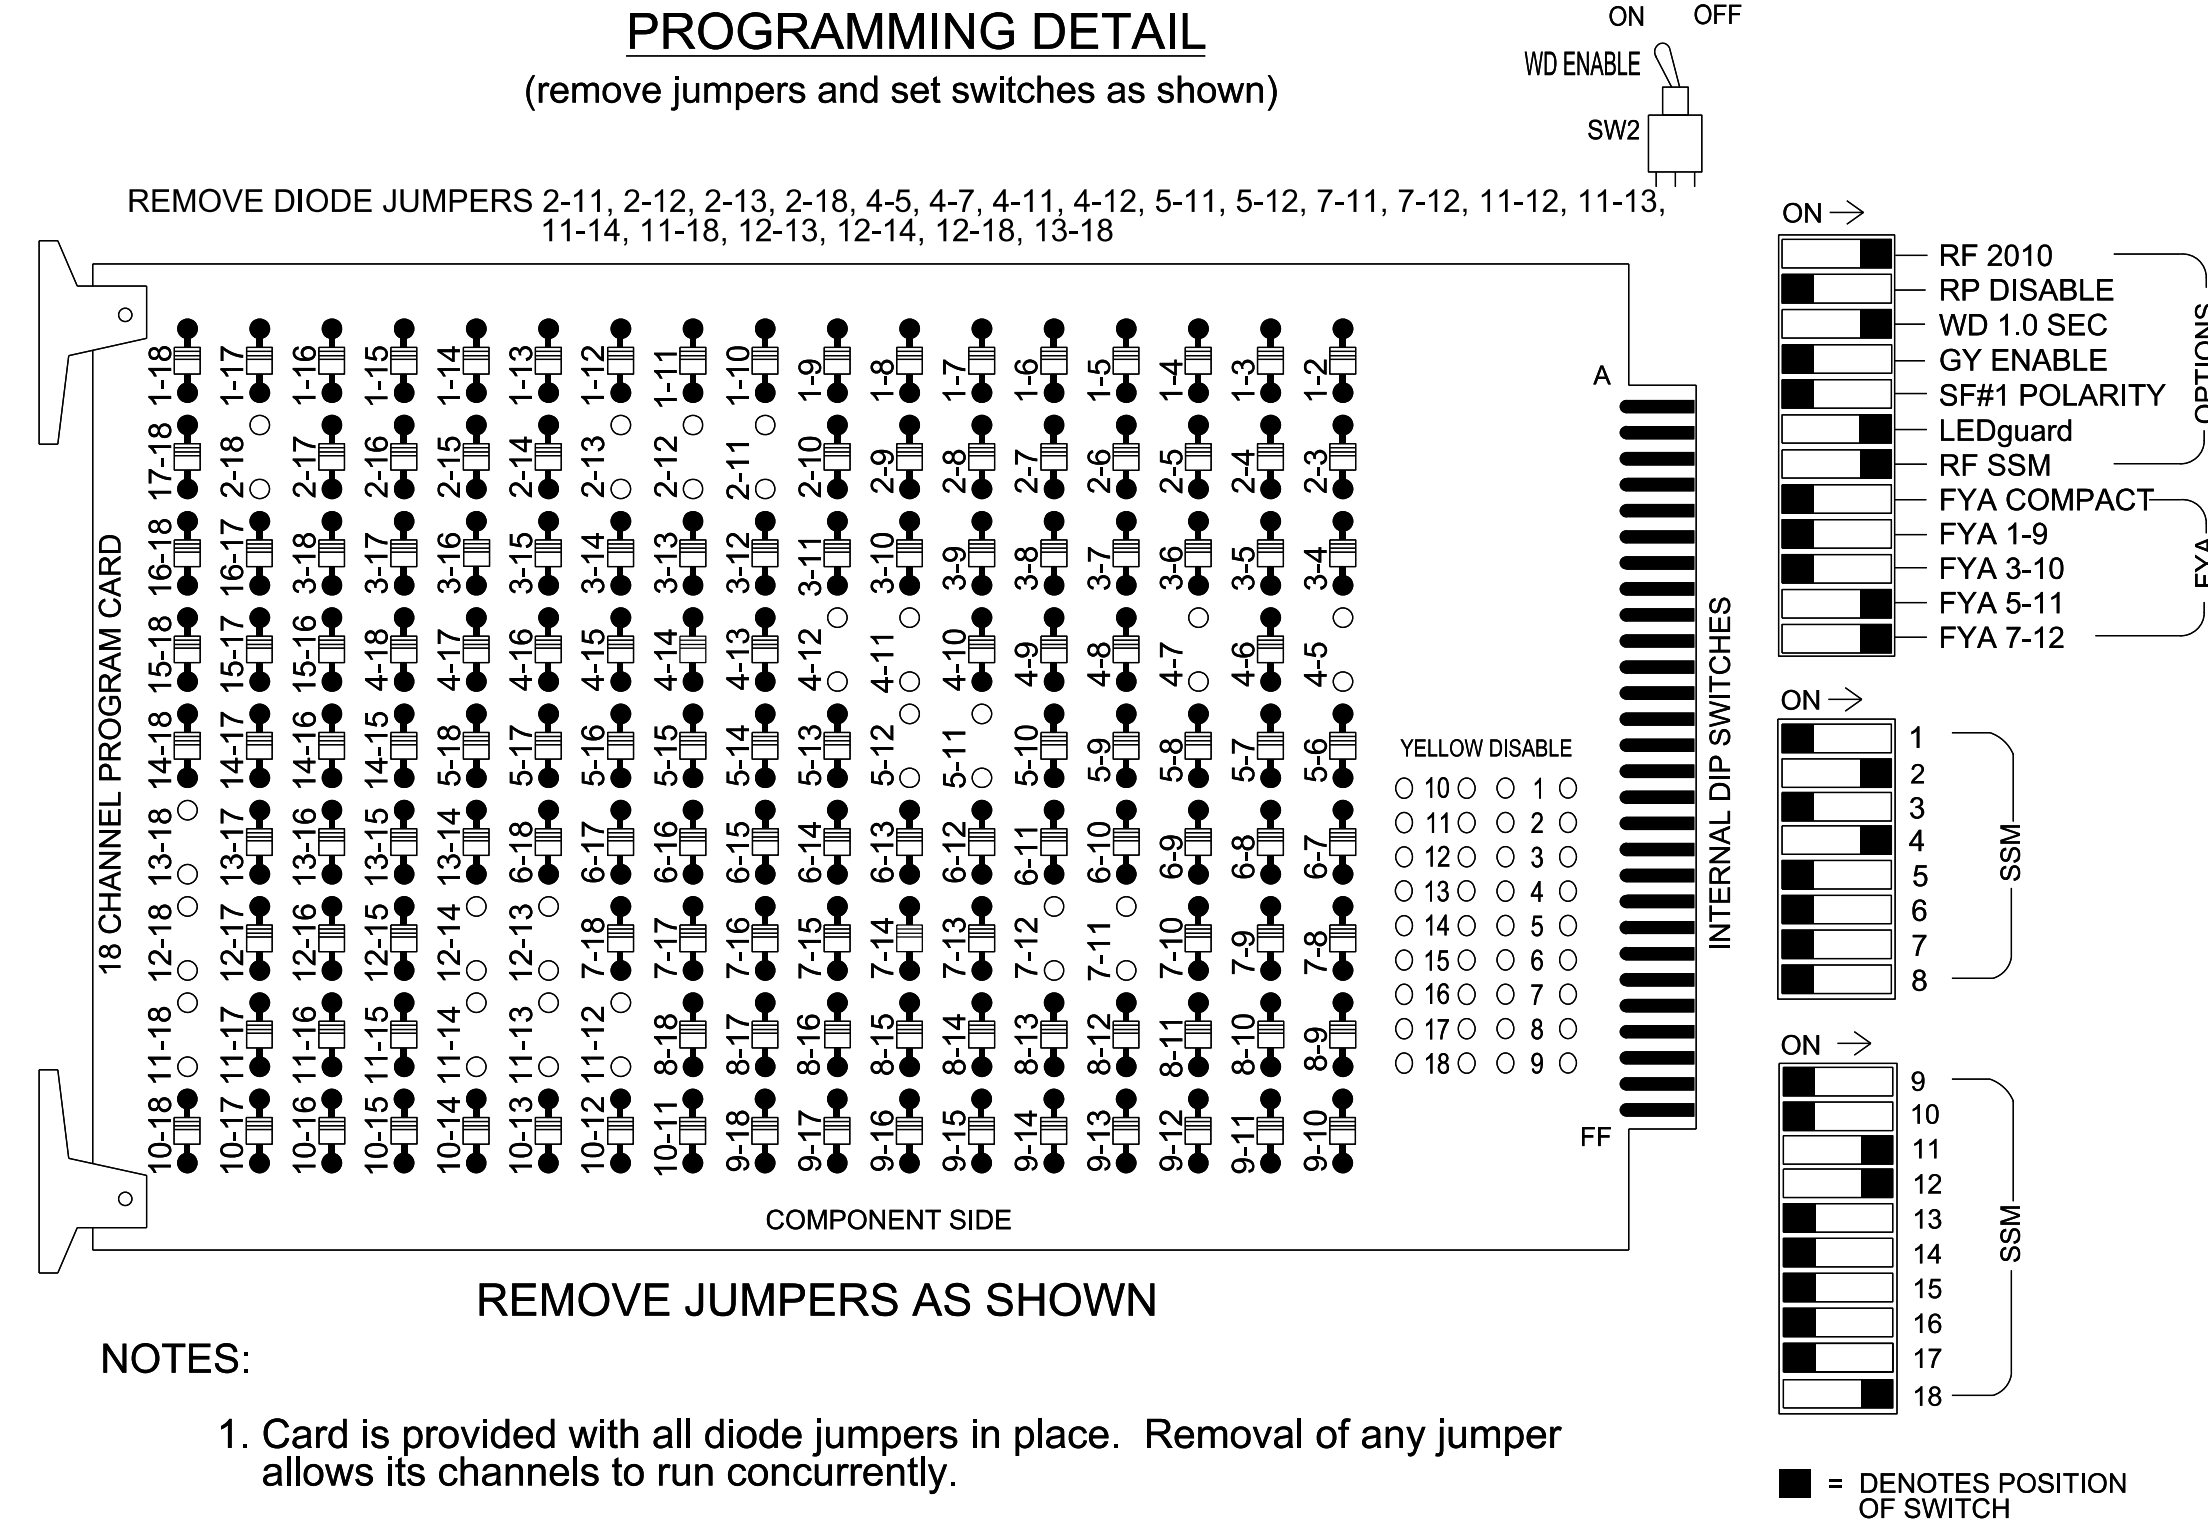 PROGRAMMING DETAIL
(remove jumpers and set switches as shown)
ON OFF
WD ENABLE
SW2
REMOVE DIODE JUMPERS 2-11, 2-12, 2-13, 2-18, 4-5, 4-7, 4-11, 4-12, 5-11, 5-12, 7-11, 7-12, 11-12, 11-13,
11-14, 11-18, 12-13, 12-14, 12-18, 13-18
18 CHANNEL PROGRAM CARD
1-18 1-17 1-16 1-15 1-14 1-13 1-12 1-11 1-10 1-9 1-8 1-7 1-6 1-5 1-4 1-3 1-2
17-18 2-18 2-17 2-16 2-15 2-14 2-13 2-12 2-11 2-10 2-9 2-8 2-7 2-6 2-5 2-4 2-3
16-18 16-17 3-18 3-17 3-16 3-15 3-14 3-13 3-12 3-11 3-10 3-9 3-8 3-7 3-6 3-5 3-4
15-18 15-17 15-16 4-18 4-17 4-16 4-15 4-14 4-13 4-12 4-11 4-10 4-9 4-8 4-7 4-6 4-5
14-18 14-17 14-16 14-15 5-18 5-17 5-16 5-15 5-14 5-13 5-12 5-11 5-10 5-9 5-8 5-7 5-6
13-18 13-17 13-16 13-15 13-14 6-18 6-17 6-16 6-15 6-14 6-13 6-12 6-11 6-10 6-9 6-8 6-7
12-18 12-17 12-16 12-15 12-14 12-13 7-18 7-17 7-16 7-15 7-14 7-13 7-12 7-11 7-10 7-9 7-8
11-18 11-17 11-16 11-15 11-14 11-13 11-12 8-18 8-17 8-16 8-15 8-14 8-13 8-12 8-11 8-10 8-9
10-18 10-17 10-16 10-15 10-14 10-13 10-12 10-11 9-18 9-17 9-16 9-15 9-14 9-13 9-12 9-11 9-10
YELLOW DISABLE
10 1
11 2
12 3
13 4
14 5
15 6
16 7
17 8
18 9
A
FF
COMPONENT SIDE
INTERNAL DIP SWITCHES
ON
RF 2010
RP DISABLE
WD 1.0 SEC
GY ENABLE
SF#1 POLARITY
LEDguard
RF SSM
OPTIONS
FYA COMPACT
FYA 1-9
FYA 3-10
FYA 5-11
FYA 7-12
FYA
ON
1
2
3
4
5
6
7
8
SSM
ON
9
10
11
12
13
14
15
16
17
18
SSM
= DENOTES POSITION
OF SWITCH
REMOVE JUMPERS AS SHOWN
NOTES:
1. Card is provided with all diode jumpers in place. Removal of any jumper
allows its channels to run concurrently.